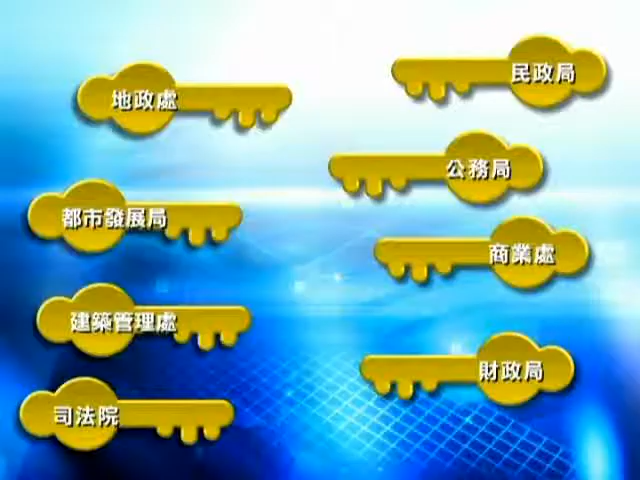 地政處
民政局
公務局
都市發展局
商業處
建築管理處
財政局
司法院